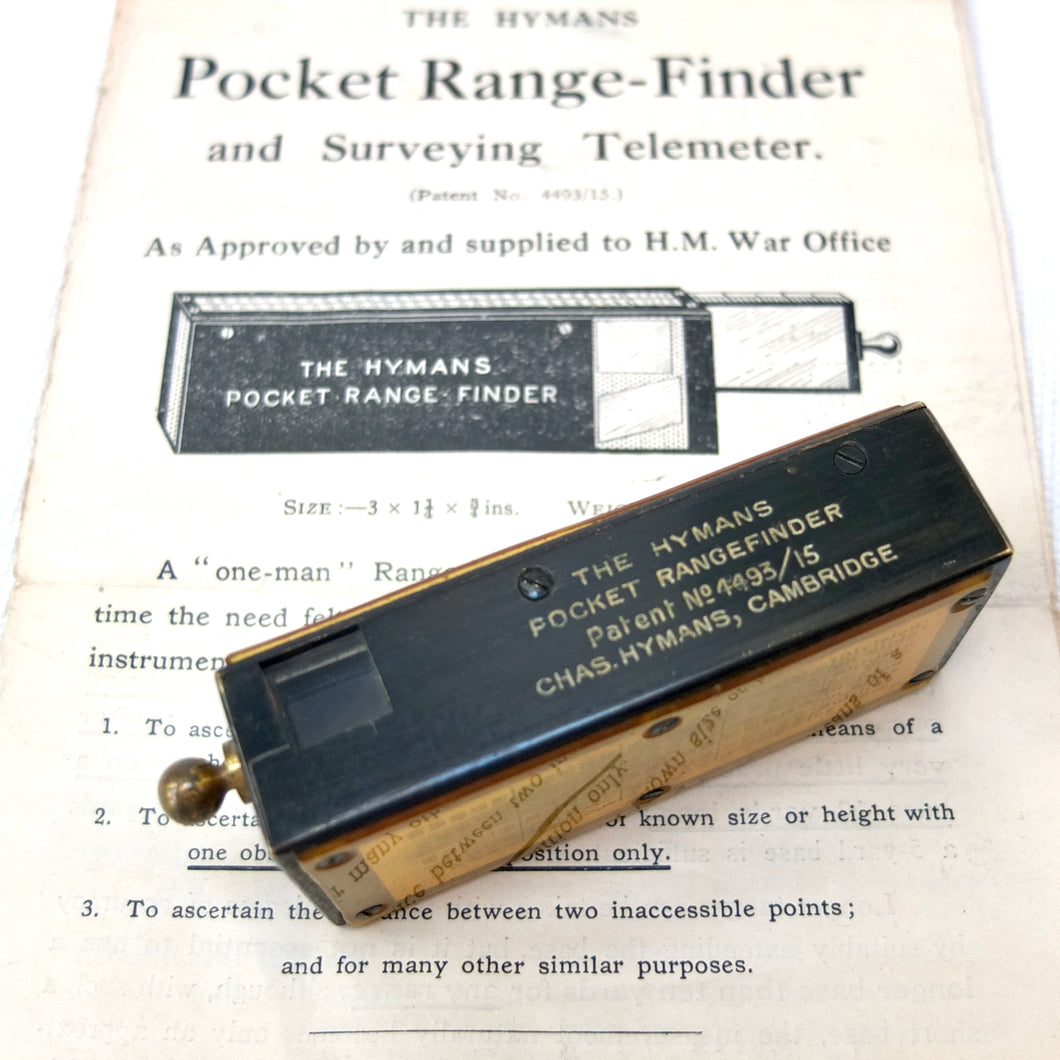 THE HYMANS
Pocket Range-Finder
and Surveying Telemeter.
(Patent No. 4493/15.)
As Approved by and supplied to H.M. War Office
THE HYMANS
POCKET·RANGE·FINDER
SIZE:—3 × 1¼ × ¾ ins. WEI
A "one-man" Rang
time the need fel
instrumen
THE HYMANS
POCKET RANGEFINDER
Patent No 4493/15
CHAS. HYMANS, CAMBRIDGE
1. To asce means of a
2. To ascerta of known size or height with
one ob osition only.
3. To ascertain the ance between two inaccessible points;
and for many other similar purposes.